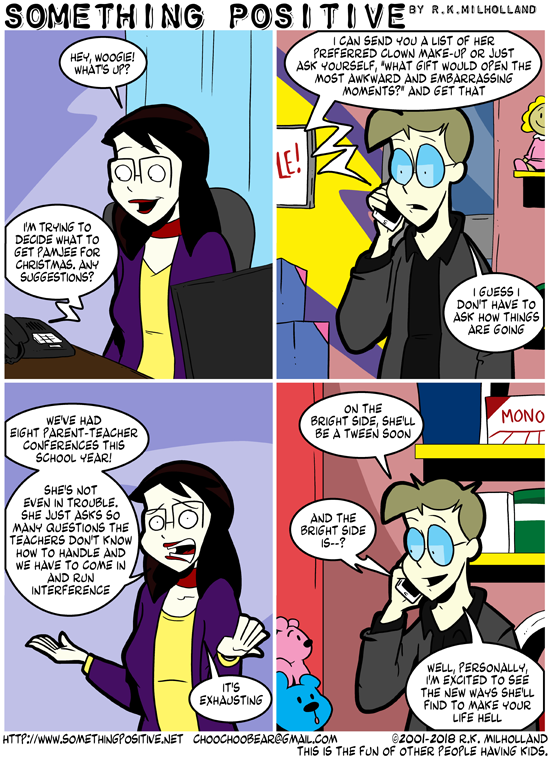 SOMETHING POSITIVE BY R.K.MILHOLLAND
HEY, WOOGIE!
WHAT'S UP?
I'M TRYING TO
DECIDE WHAT TO
GET PAMJEE FOR
CHRISTMAS. ANY
SUGGESTIONS?
I CAN SEND YOU A LIST OF HER
PREFERRED CLOWN MAKE-UP OR JUST
ASK YOURSELF, "WHAT GIFT WOULD OPEN THE
MOST AWKWARD AND EMBARRASSING
MOMENTS?" AND GET THAT
LE!
I GUESS I
DON'T HAVE TO
ASK HOW THINGS
ARE GOING
WE'VE HAD
EIGHT PARENT-TEACHER
CONFERENCES THIS
SCHOOL YEAR!
SHE'S NOT
EVEN IN TROUBLE.
SHE JUST ASKS SO
MANY QUESTIONS THE
TEACHERS DON'T KNOW
HOW TO HANDLE AND
WE HAVE TO COME IN
AND RUN
INTERFERENCE
IT'S
EXHAUSTING
ON THE
BRIGHT SIDE, SHE'LL
BE A TWEEN SOON
MONO
AND THE
BRIGHT SIDE
IS--?
WELL, PERSONALLY,
I'M EXCITED TO SEE
THE NEW WAYS SHE'LL
FIND TO MAKE YOUR
LIFE HELL
HTTP://WWW.SOMETHINGPOSITIVE.NET CHOOCHOOBEAR@GMAIL.COM ©2001-2018 R.K. MILHOLLAND
THIS IS THE FUN OF OTHER PEOPLE HAVING KIDS.